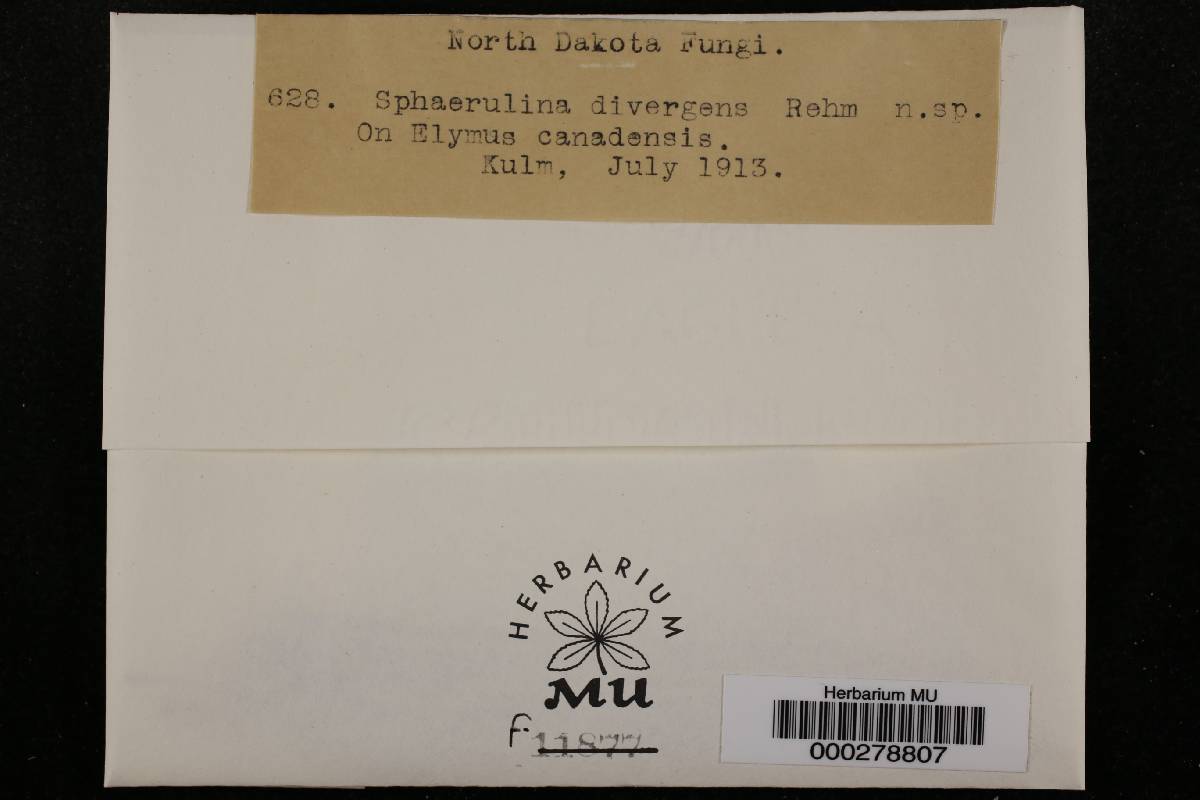 North Dakota Fungi.
628. Sphaerulina divergens Rehm n.sp.
On Elymus canadensis.
Kulm, July 1913.
HERBARIUM
MU
F 11877
Herbarium MU
000278807